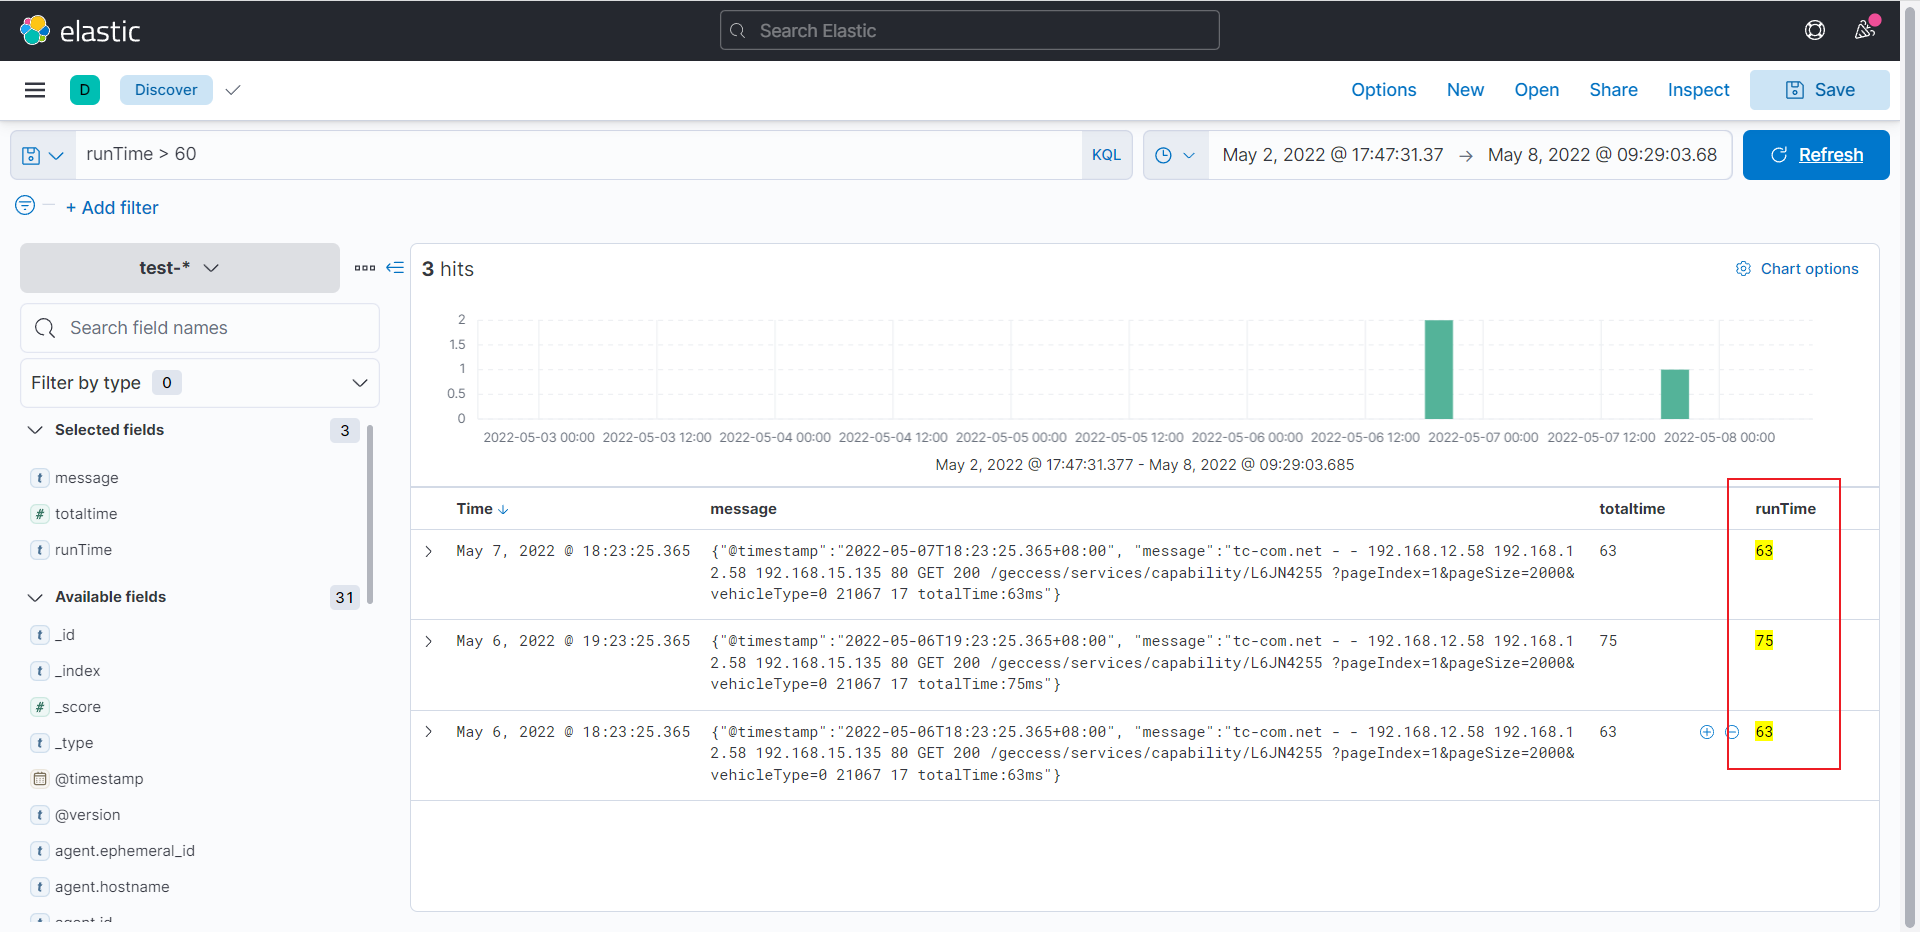 elastic
Search Elastic
D
Discover
Options New Open Share Inspect Save
runTime > 60
KQL
May 2, 2022 @ 17:47:31.37 → May 8, 2022 @ 09:29:03.68
Refresh
+ Add filter
test-*
3 hits
Chart options
Search field names
Filter by type 0
2
1.5
1
0.5
0
2022-05-03 00:00 2022-05-03 12:00 2022-05-04 00:00 2022-05-04 12:00 2022-05-05 00:00 2022-05-05 12:00 2022-05-06 00:00 2022-05-06 12:00 2022-05-07 00:00 2022-05-07 12:00 2022-05-08 00:00
May 2, 2022 @ 17:47:31.377 - May 8, 2022 @ 09:29:03.685
Selected fields 3
t message
# totaltime
t runTime
Available fields 31
t _id
t _index
# _score
t _type
@timestamp
t @version
t agent.ephemeral_id
t agent.hostname
t agent.id
Time message totaltime runTime
May 7, 2022 @ 18:23:25.365 {"@timestamp":"2022-05-07T18:23:25.365+08:00", "message":"tc-com.net - - 192.168.12.58 192.168.1 63 63
2.58 192.168.15.135 80 GET 200 /geccess/services/capability/L6JN4255 ?pageIndex=1&pageSize=2000&
vehicleType=0 21067 17 totalTime:63ms"}
May 6, 2022 @ 19:23:25.365 {"@timestamp":"2022-05-06T19:23:25.365+08:00", "message":"tc-com.net - - 192.168.12.58 192.168.1 75 75
2.58 192.168.15.135 80 GET 200 /geccess/services/capability/L6JN4255 ?pageIndex=1&pageSize=2000&
vehicleType=0 21067 17 totalTime:75ms"}
May 6, 2022 @ 18:23:25.365 {"@timestamp":"2022-05-06T18:23:25.365+08:00", "message":"tc-com.net - - 192.168.12.58 192.168.1 63 63
2.58 192.168.15.135 80 GET 200 /geccess/services/capability/L6JN4255 ?pageIndex=1&pageSize=2000&
vehicleType=0 21067 17 totalTime:63ms"}